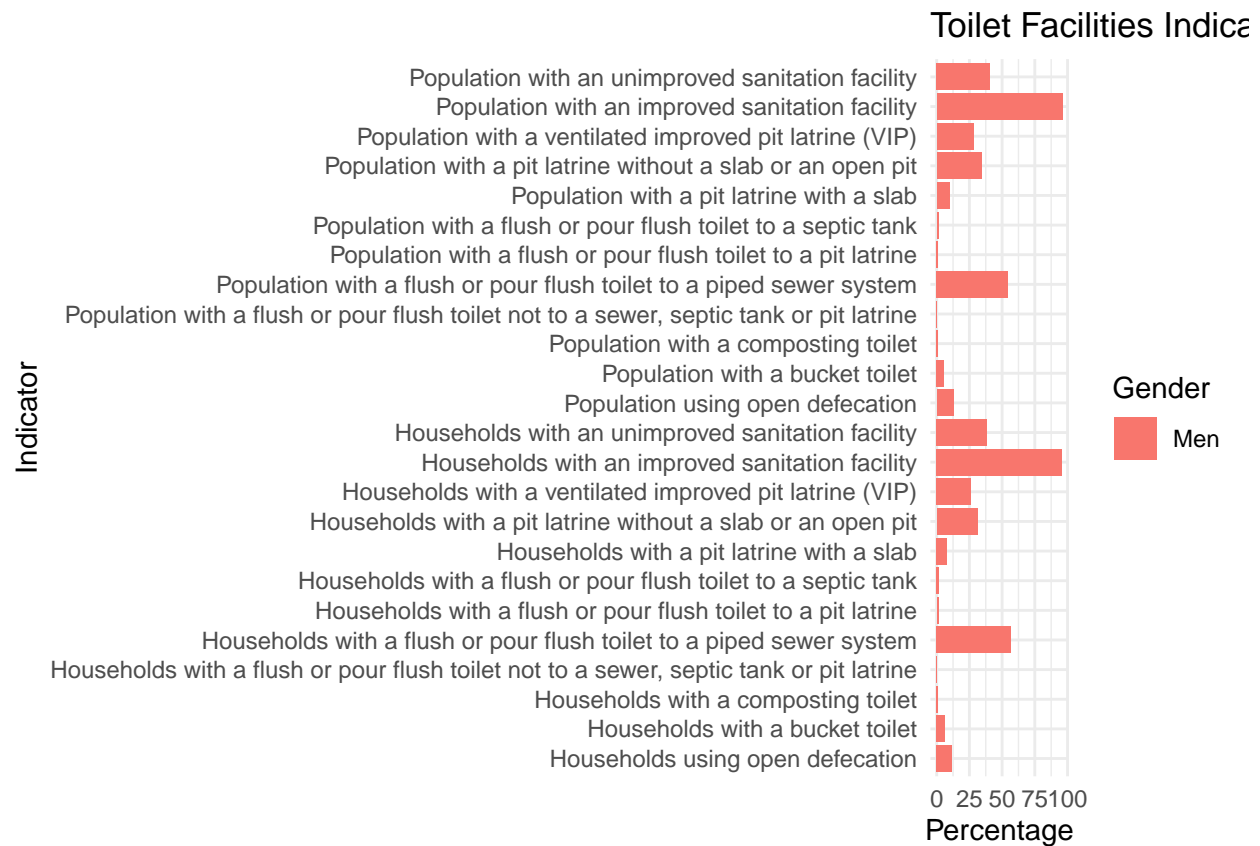 Toilet Facilities Indica
Population with an unimproved sanitation facility
Population with an improved sanitation facility
Population with a ventilated improved pit latrine (VIP)
Population with a pit latrine without a slab or an open pit
Population with a pit latrine with a slab
Population with a flush or pour flush toilet to a septic tank
Population with a flush or pour flush toilet to a pit latrine
Population with a flush or pour flush toilet to a piped sewer system
Population with a flush or pour flush toilet not to a sewer, septic tank or pit latrine
Population with a composting toilet
Population with a bucket toilet
Population using open defecation
Households with an unimproved sanitation facility
Households with an improved sanitation facility
Households with a ventilated improved pit latrine (VIP)
Households with a pit latrine without a slab or an open pit
Households with a pit latrine with a slab
Households with a flush or pour flush toilet to a septic tank
Households with a flush or pour flush toilet to a pit latrine
Households with a flush or pour flush toilet to a piped sewer system
Households with a flush or pour flush toilet not to a sewer, septic tank or pit latrine
Households with a composting toilet
Households with a bucket toilet
Households using open defecation
Indicator
0 25 50 75 100
Percentage
Gender
Men